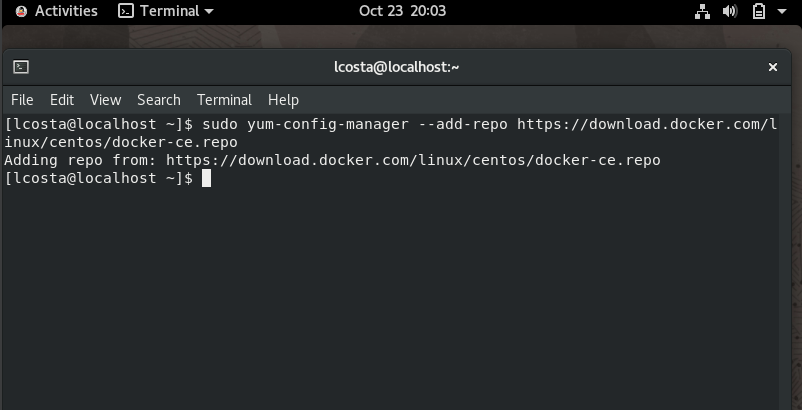 Activities Terminal Oct 23 20:03
lcosta@localhost:~
File Edit View Search Terminal Help
[lcosta@localhost ~]$ sudo yum-config-manager --add-repo https://download.docker.com/l
inux/centos/docker-ce.repo
Adding repo from: https://download.docker.com/linux/centos/docker-ce.repo
[lcosta@localhost ~]$